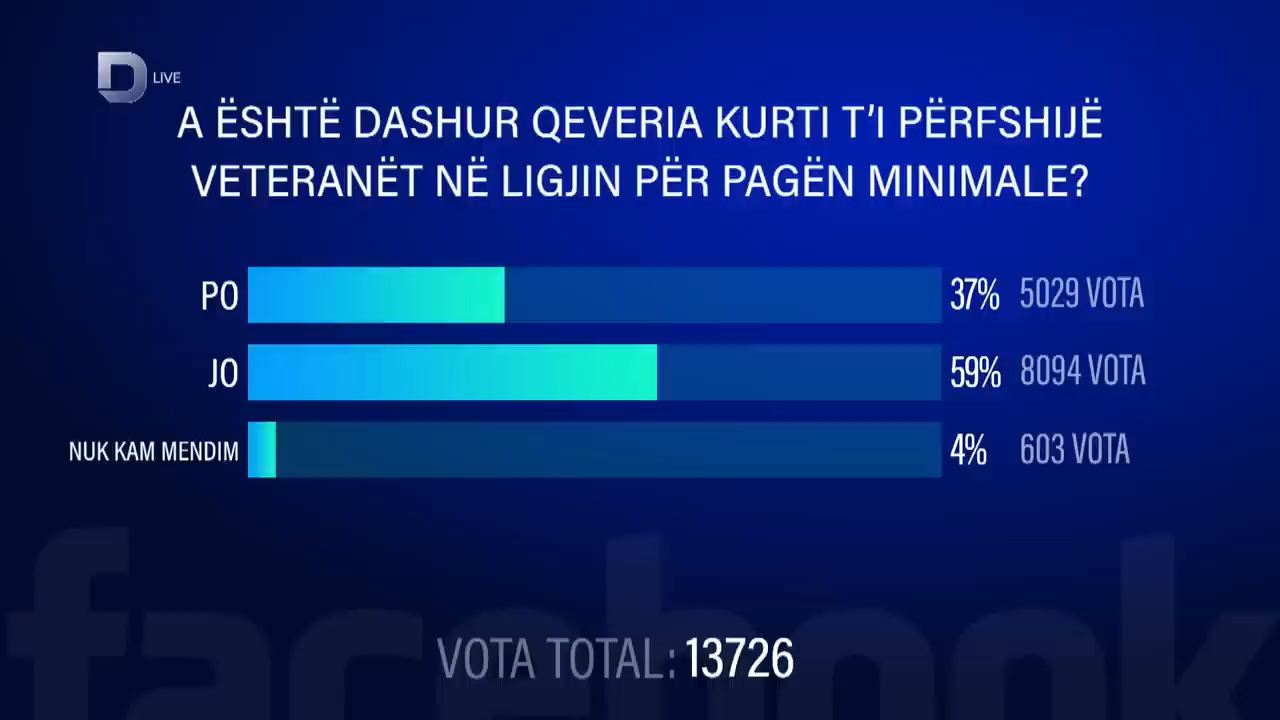 D LIVE
A ËSHTË DASHUR QEVERIA KURTI T’I PËRFSHIJË
VETERANËT NË LIGJIN PËR PAGËN MINIMALE?
PO 37% 5029 VOTA
JO 59% 8094 VOTA
NUK KAM MENDIM 4% 603 VOTA
facebook
VOTA TOTAL: 13726